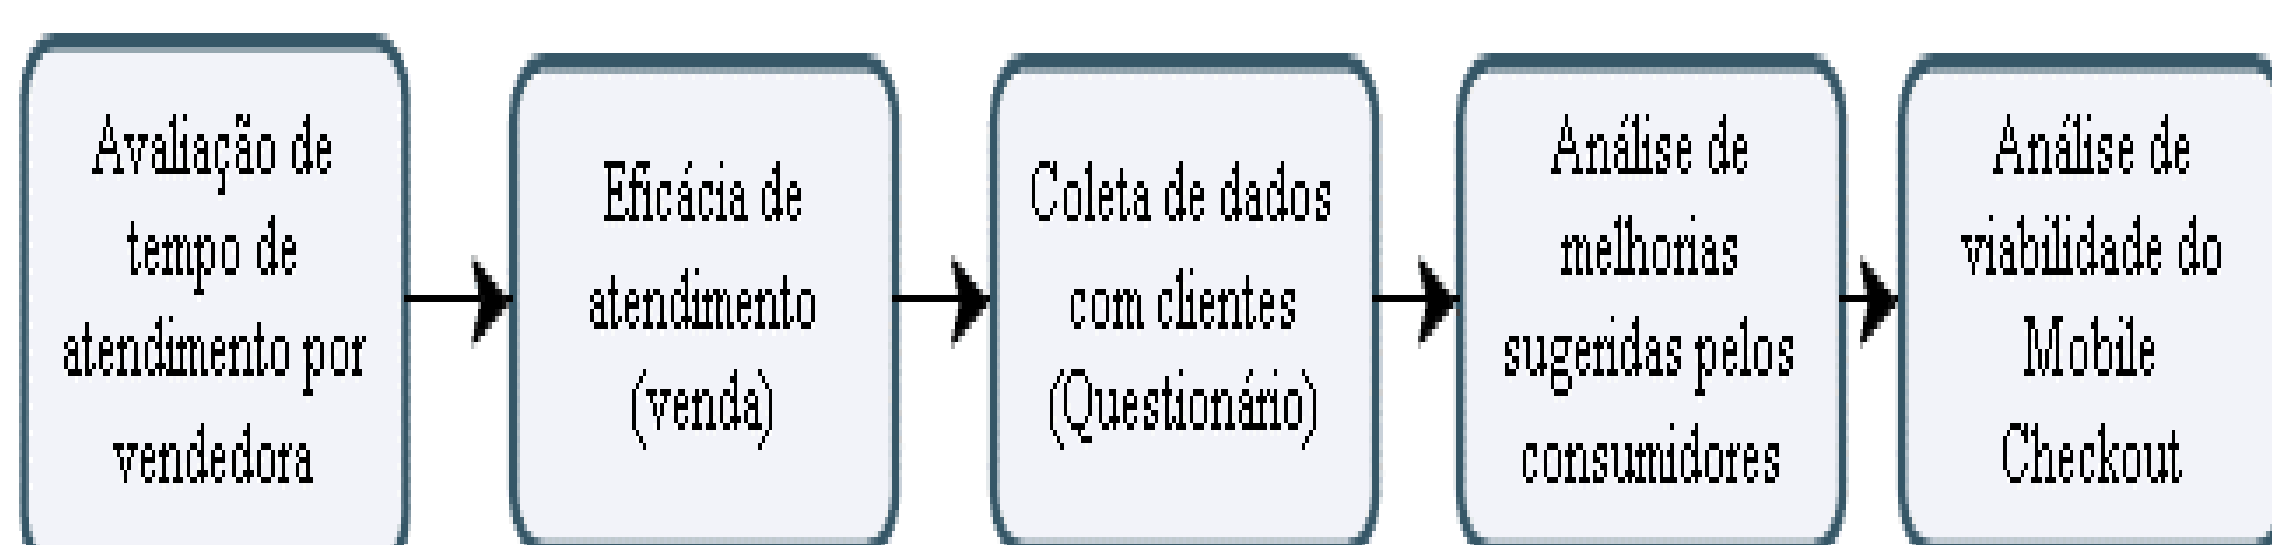 Avaliação de
tempo de
atendimento por
vendedora
Eficácia de
atendimento
(venda)
Coleta de dados
com clientes
(Questionário)
Análise de
melhorias
sugeridas pelos
consumidores
Análise de
viabilidade do
Mobile
Checkout